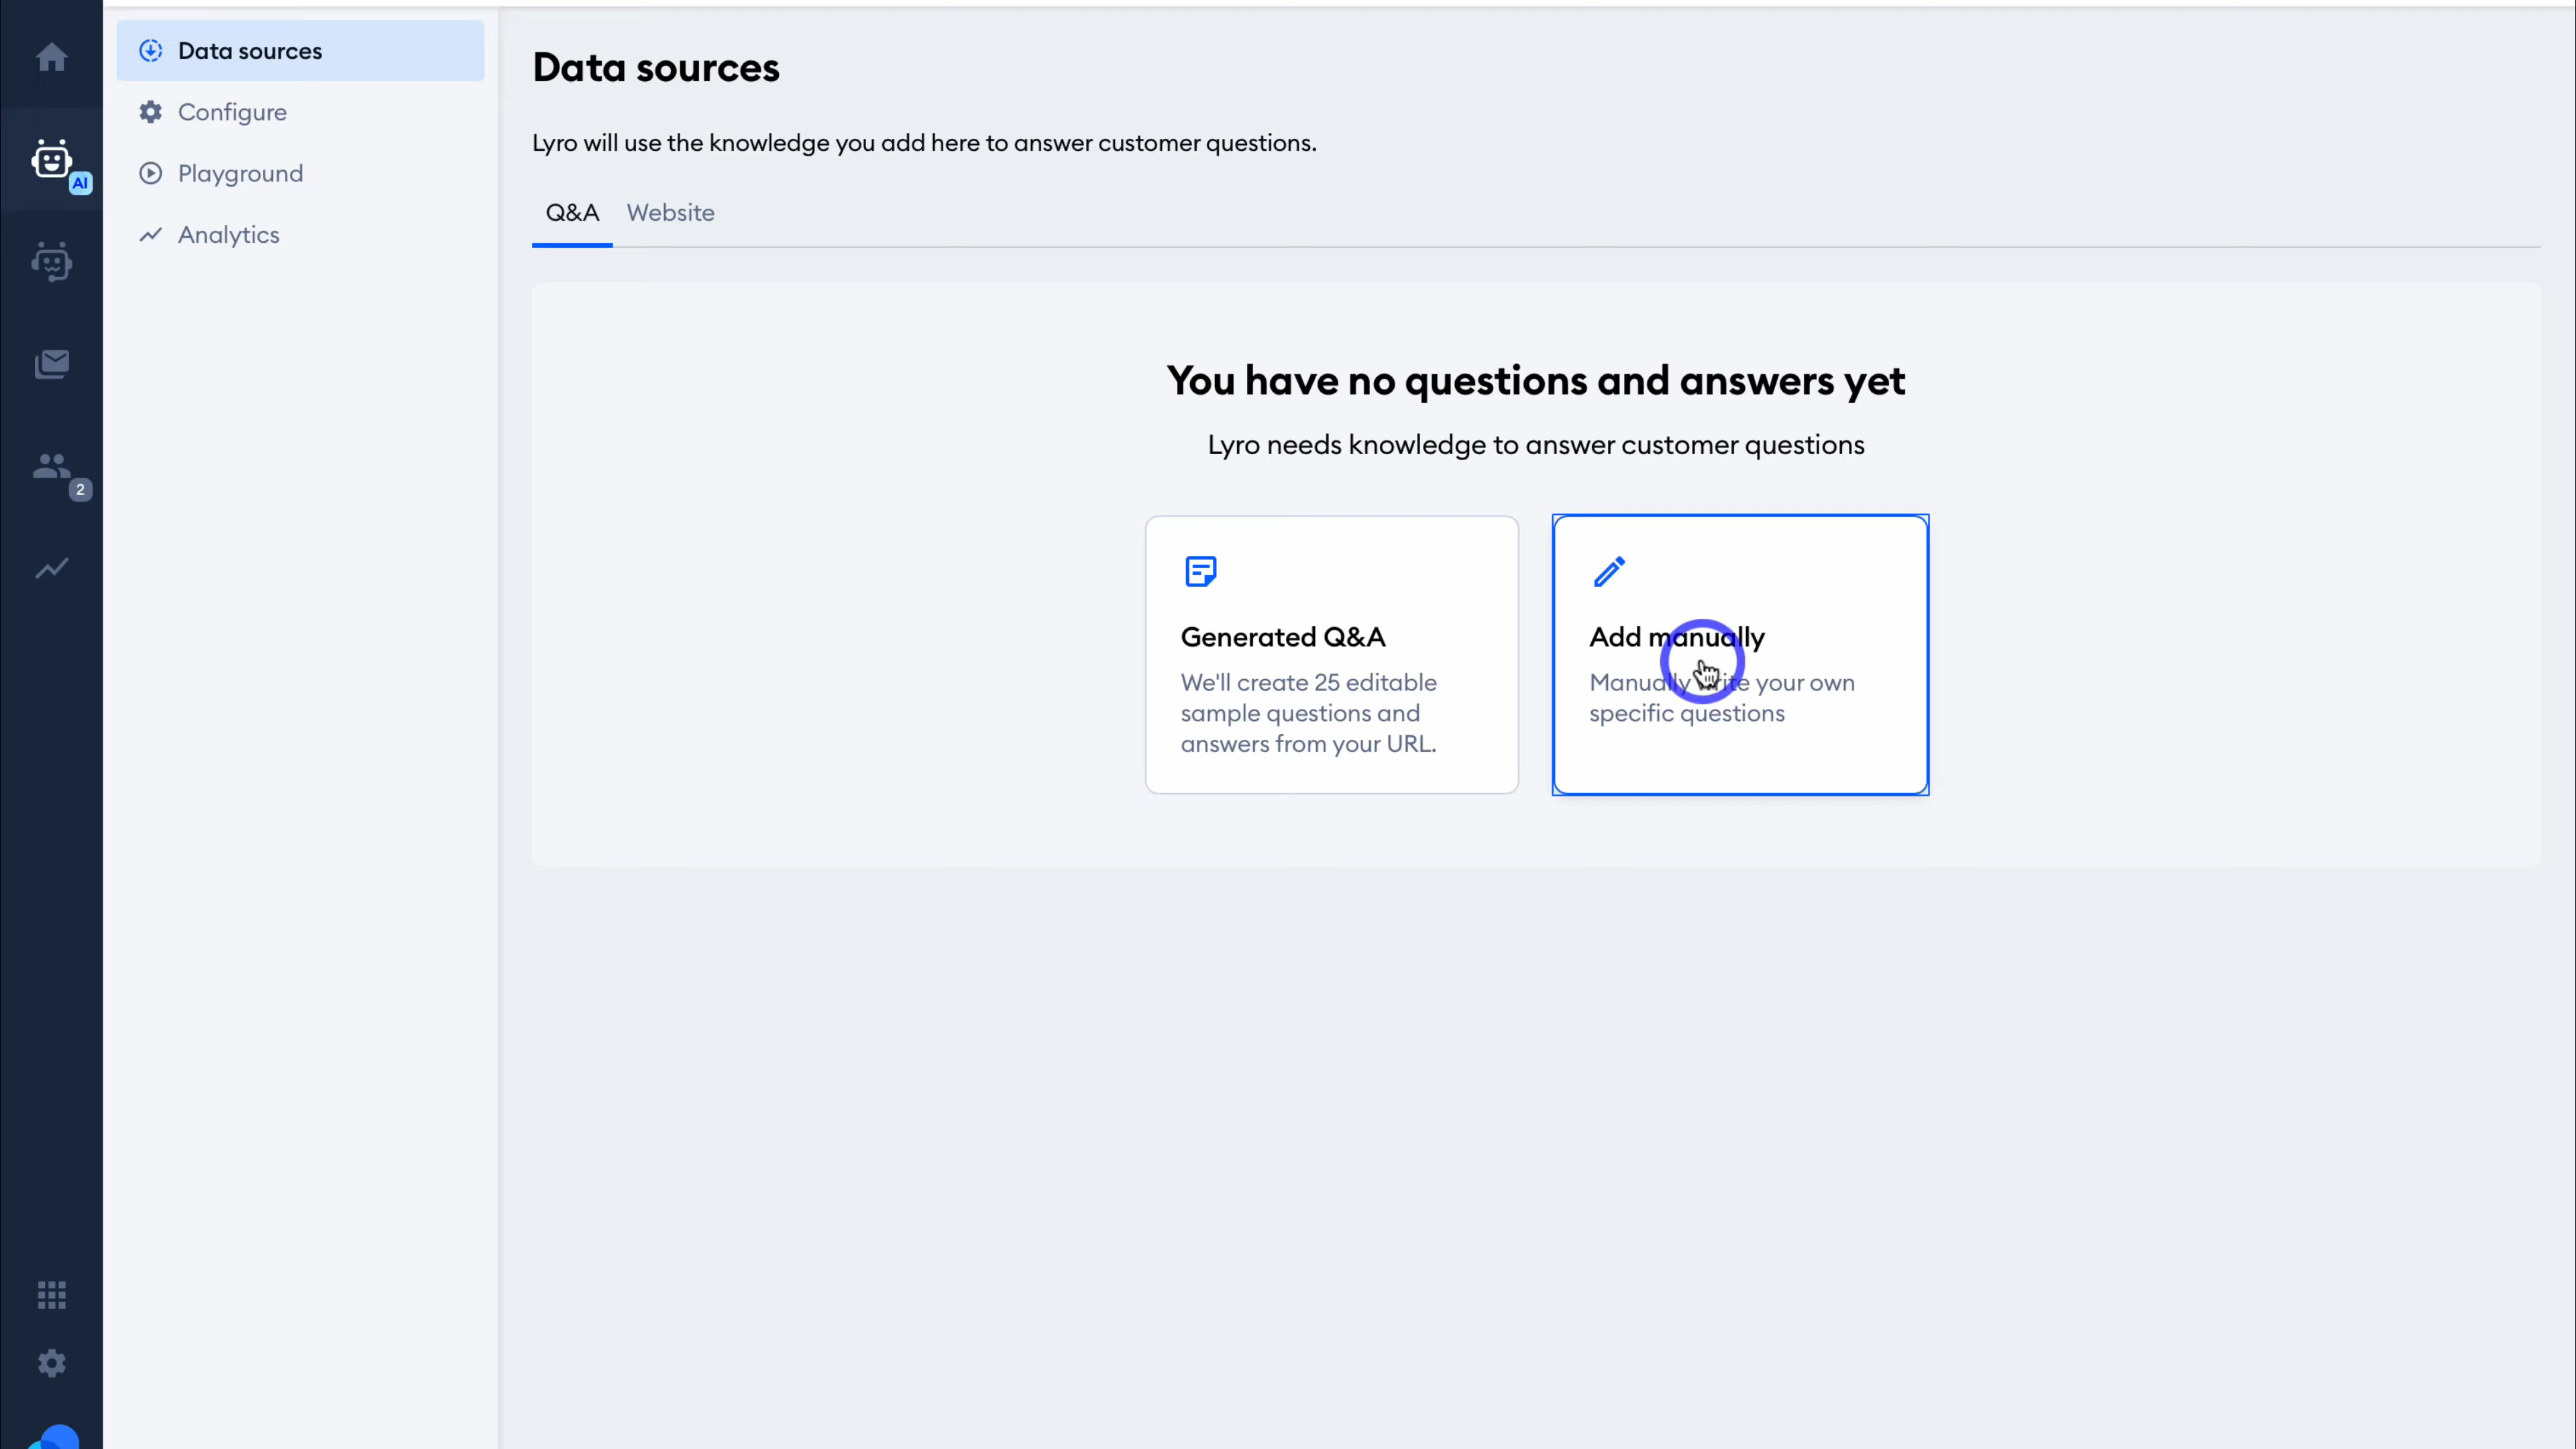 Data sources
Configure
Playground
Analytics
AI
2
Data sources
Lyro will use the knowledge you add here to answer customer questions.
Q&A Website
You have no questions and answers yet
Lyro needs knowledge to answer customer questions
Generated Q&A
We'll create 25 editable
sample questions and
answers from your URL.
Add manually
Manually write your own
specific questions